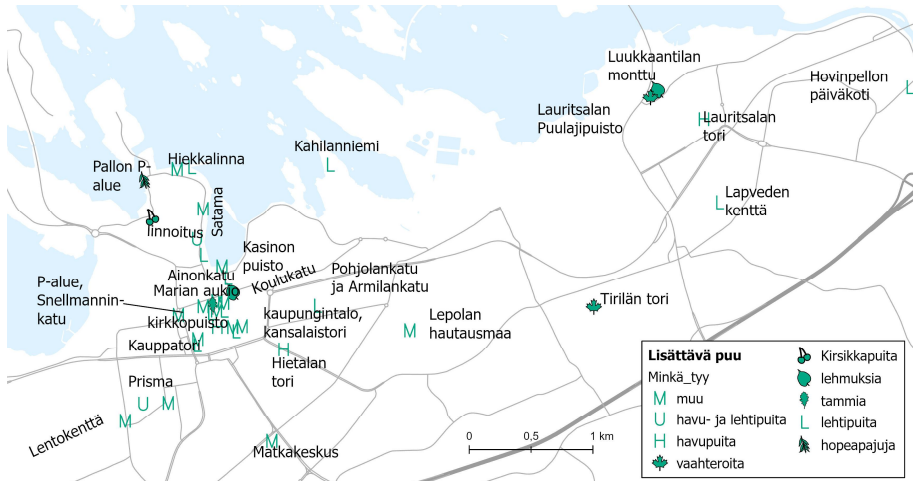 Luukkaantilan
monttu
Hovinpellon
päiväkoti
L
Lauritsalan
Puulajipuisto
H
Lauritsalan
tori
Kahilanniemi
L
Hiekkalinna
M L
Pallon P-
alue
Lapveden
kenttä
L
Satama
M
linnoitus
U
L
Kasinon
puisto
M
Ainonkatu
Koulukatu
Pohjolankatu
ja Armilankatu
P-alue,
Snellmannin-
katu
Marian aukio
Tirilän tori
kirkkopuisto
kaupungintalo,
kansalaistori
L
Lepolan
hautausmaa
M
Kauppatori
Hietalan
tori
H
Prisma
U M
M
Lentokenttä
M
Matkakeskus
0 0,5 1 km
Lisättävä puu
Minkä_tyy
M muu
U havu- ja lehtipuita
H havupuita
vaahteroita
Kirsikkapuita
lehmuksia
tammia
L lehtipuita
hopeapajuja